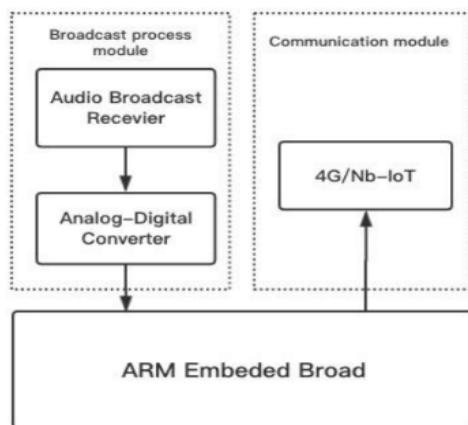 Broadcast process
module
Audio Broadcast
Recevier
Analog-Digital
Converter
Communication module
4G/Nb-IoT
ARM Embeded Broad